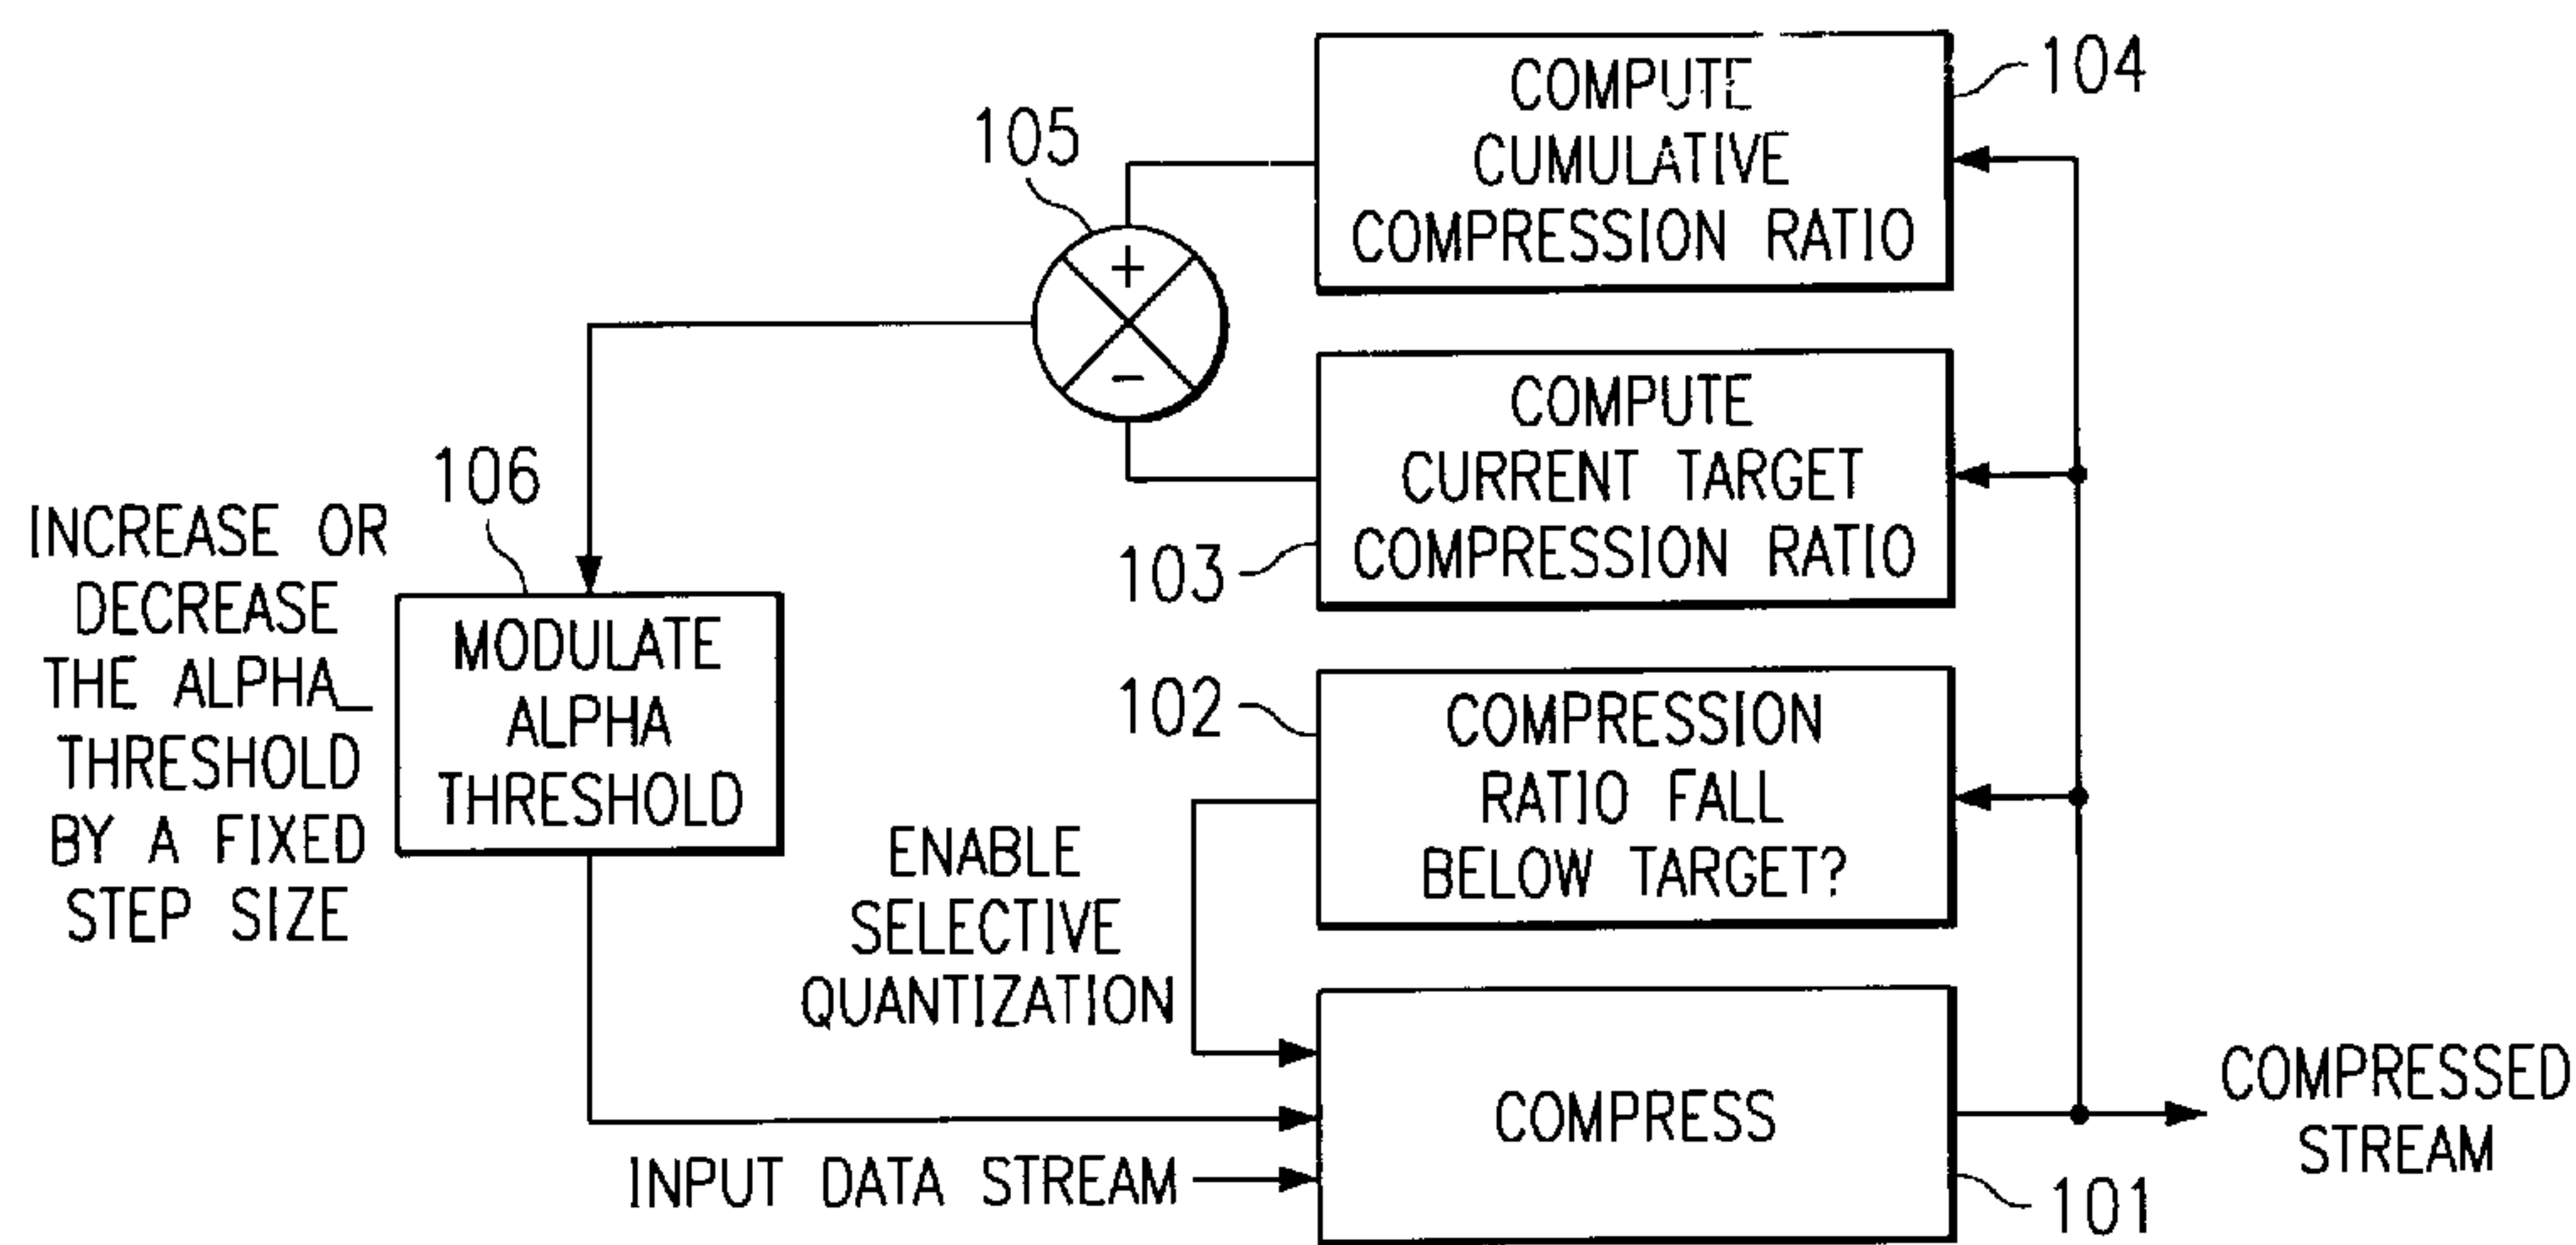 COMPUTE
CUMULATIVE
COMPRESSION RATIO
104
105
+
−
COMPUTE
CURRENT TARGET
COMPRESSION RATIO
103
106
INCREASE OR
DECREASE
THE ALPHA_
THRESHOLD
BY A FIXED
STEP SIZE
MODULATE
ALPHA
THRESHOLD
102
COMPRESSION
RATIO FALL
BELOW TARGET?
ENABLE
SELECTIVE
QUANTIZATION
COMPRESS
INPUT DATA STREAM
COMPRESSED
STREAM
101